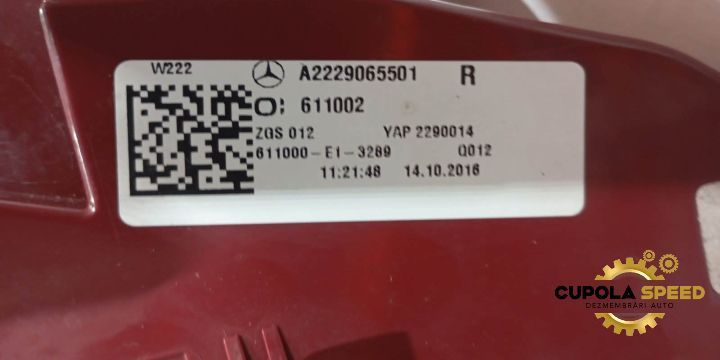 W222 A2229065501 R
611002
ZGS 012 YAP 2290014
611000-E1-3289 Q012
11:21:48 14.10.2016
CUPOLA SPEED
DEZMEMBRĂRI AUTO